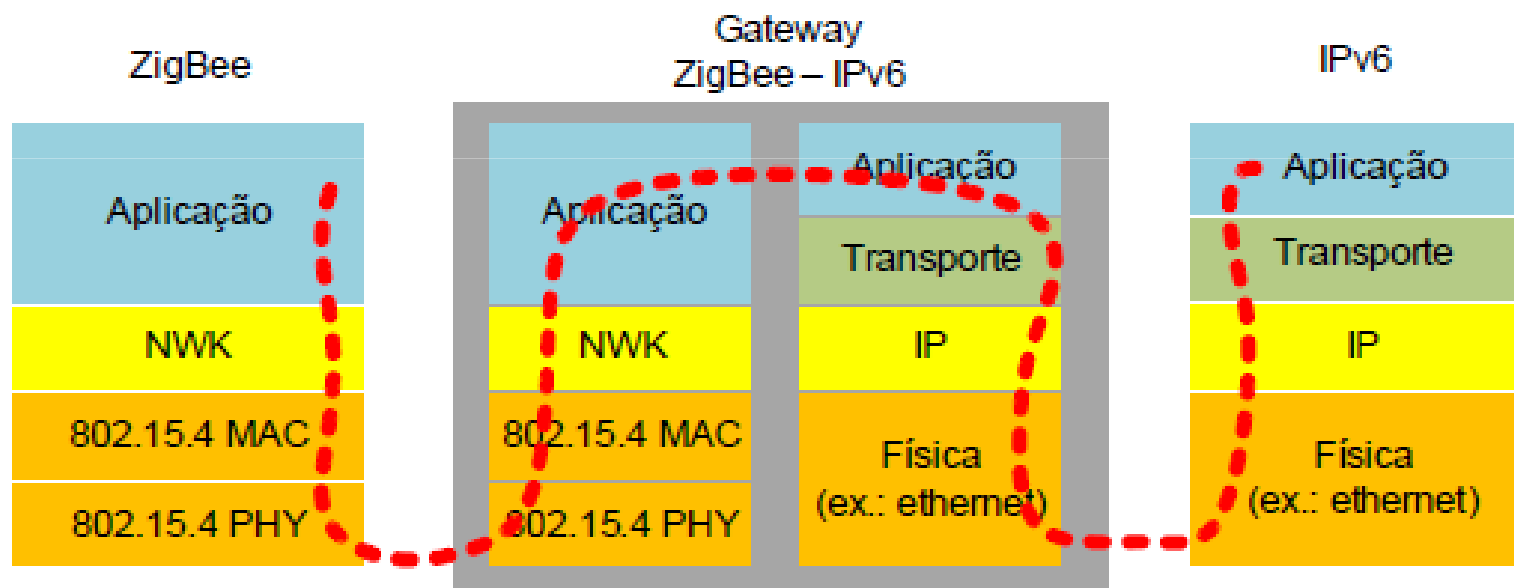 ZigBee
Aplicação
NWK
802.15.4 MAC
802.15.4 PHY
Gateway
ZigBee – IPv6
Aplicação
NWK
802.15.4 MAC
802.15.4 PHY
Aplicação
Transporte
IP
Física
(ex.: ethernet)
IPv6
Aplicação
Transporte
IP
Física
(ex.: ethernet)